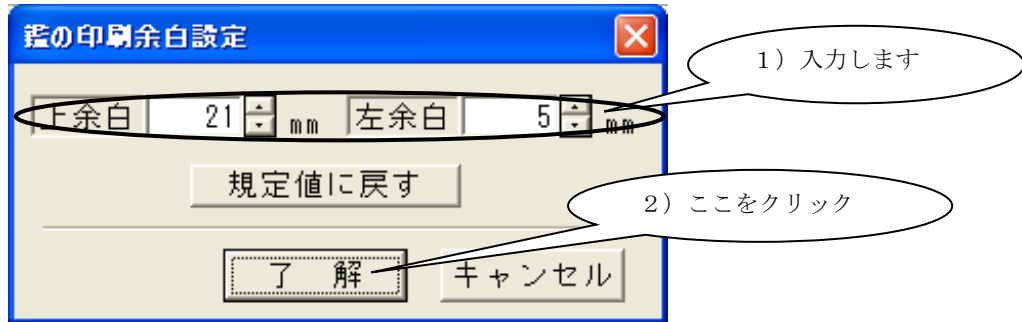 鑑の印刷余白設定
1）入力します
上余白 21 mm 左余白 5 mm
規定値に戻す
2）ここをクリック
了 解 キャンセル